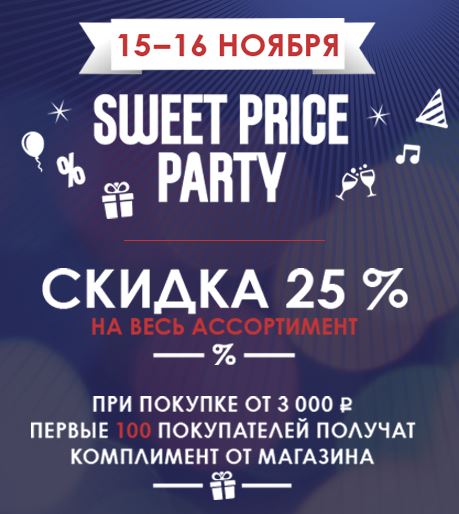 15–16 НОЯБРЯ
SWEET PRICE
PARTY
%
СКИДКА 25 %
НА ВЕСЬ АССОРТИМЕНТ
%
ПРИ ПОКУПКЕ ОТ 3 000 ₽
ПЕРВЫЕ 100 ПОКУПАТЕЛЕЙ ПОЛУЧАТ
КОМПЛИМЕНТ ОТ МАГАЗИНА